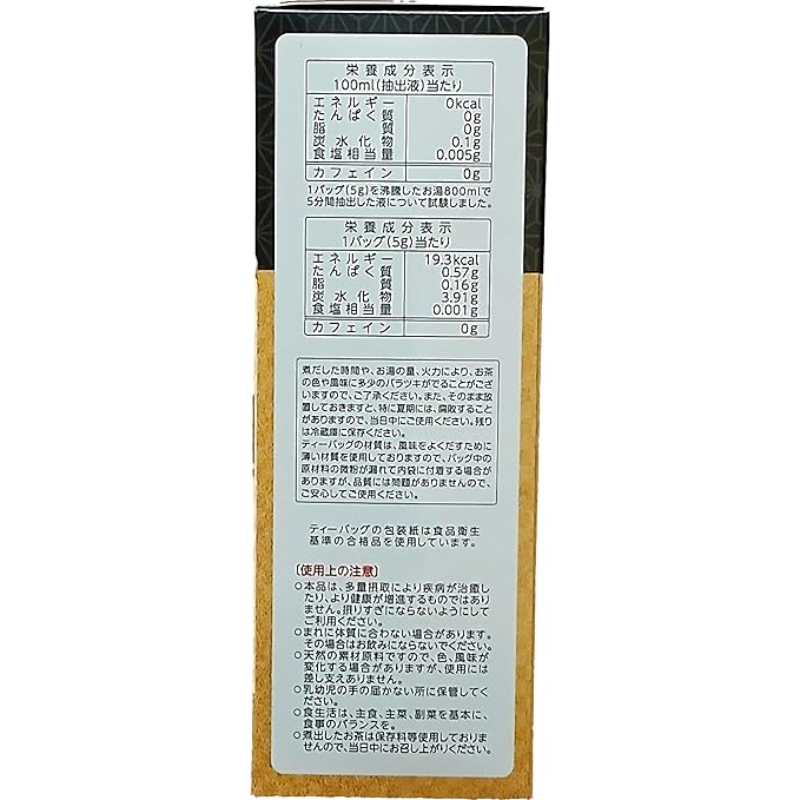 栄養成分表示
100ml(抽出液)当たり
エネルギー 0kcal
たんぱく質 0g
脂質 0g
炭水化物 0.1g
食塩相当量 0.005g
カフェイン 0g
1バッグ(5g)を沸騰したお湯800mlで
5分間抽出した液について試験しました。
栄養成分表示
1バッグ(5g)当たり
エネルギー 19.3kcal
たんぱく質 0.57g
脂質 0.16g
炭水化物 3.91g
食塩相当量 0.001g
カフェイン 0g
煮だした時間や、お湯の量、火力により、お茶
の色や風味に多少のバラツキがでることがござ
いますので、ご了承ください。また、そのまま放
置しておきますと、特に夏期には、腐敗すること
がありますので、当日中にご使用ください。残り
は冷蔵庫に保存ください。
ティーバッグの材質は、風味をよくだすために
薄い材質を使用しておりますので、バッグ中の
原材料の微粉が漏れて内袋に付着する場合が
ありますが、品質には問題がありませんので、
ご安心してご使用ください。
ティーバッグの包装紙は食品衛生
基準の合格品を使用しています。
〔使用上の注意〕
○本品は、多量摂取により疾病が治癒し
たり、より健康が増進するものではあり
ません。摂りすぎにならないようにして
ご利用ください。
○まれに体質に合わない場合があります。
その場合はお飲みにならないでください。
○天然の素材原料ですので、色、風味が
変化する場合がありますが、使用には
差し支えありません。
○乳幼児の手の届かない所に保管してく
ださい。
○食生活は、主食、主菜、副菜を基本に、
食事のバランスを。
○煮出したお茶は保存料等使用しておりま
せんので、当日中にお召し上がりください。